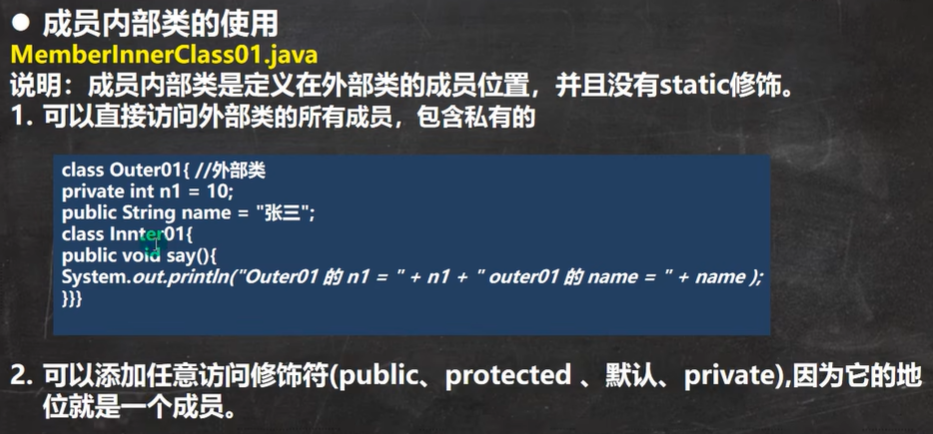 ● 成员内部类的使用
MemberInnerClass01.java
说明：成员内部类是定义在外部类的成员位置，并且没有static修饰。
1. 可以直接访问外部类的所有成员，包含私有的
class Outer01{ //外部类
private int n1 = 10;
public String name = "张三";
class Innter01{
public void say(){
System.out.println("Outer01 的 n1 = " + n1 + " outer01 的 name = " + name );
}}}
2. 可以添加任意访问修饰符(public、protected 、默认、private),因为它的地
位就是一个成员。